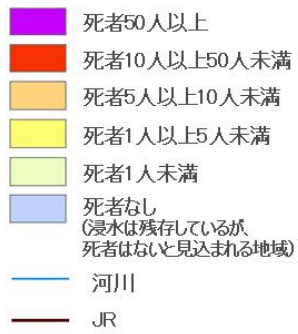 死者50人以上
死者10人以上50人未満
死者5人以上10人未満
死者1人以上5人未満
死者1人未満
死者なし
(浸水は残存しているが、
死者はないと見込まれる地域)
河川
JR